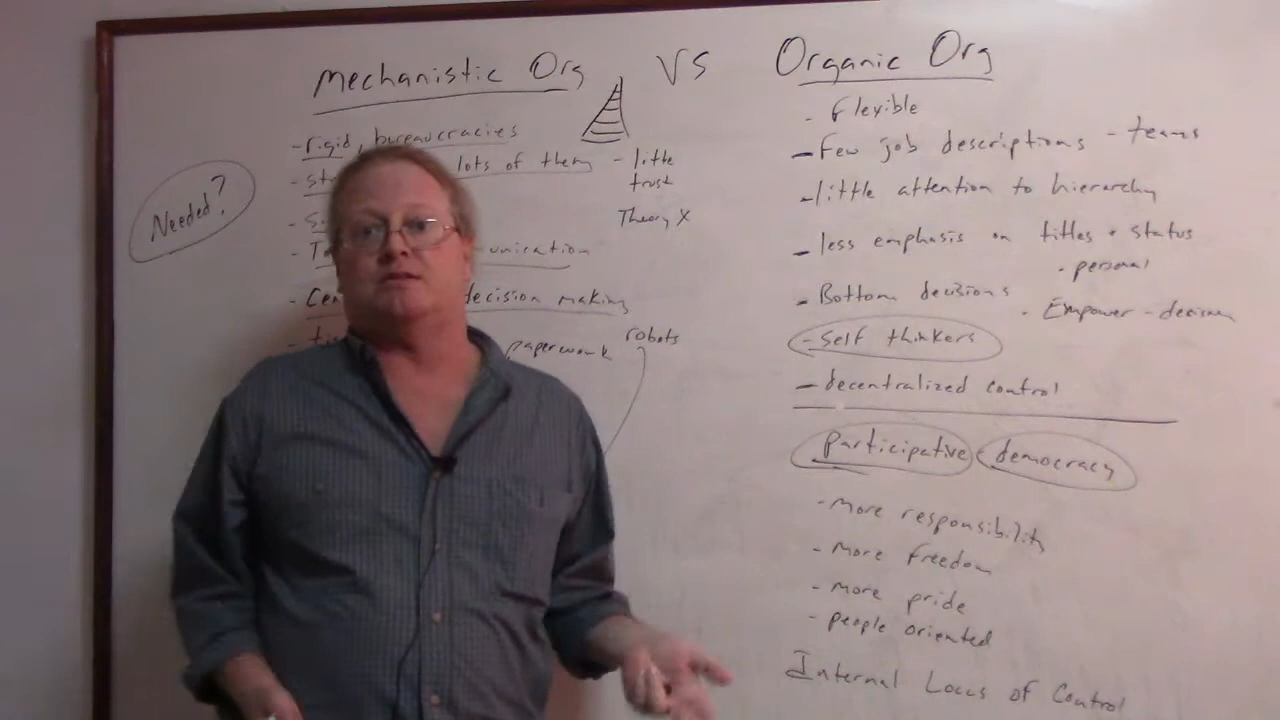 Mechanistic Org vs Organic Org
Needed?
- rigid, bureaucracies
lots of them
- little
trust
Theory X
decision making
paperwork
robots
- flexible
- Few job descriptions - teams
- little attention to hierarchy
- less emphasis on titles + status
- personal
- Bottom decisions
- Empower - decision
- self thinkers
- decentralized control
participative democracy
- more responsibility
- more freedom
- more pride
- people oriented
Internal Locus of Control